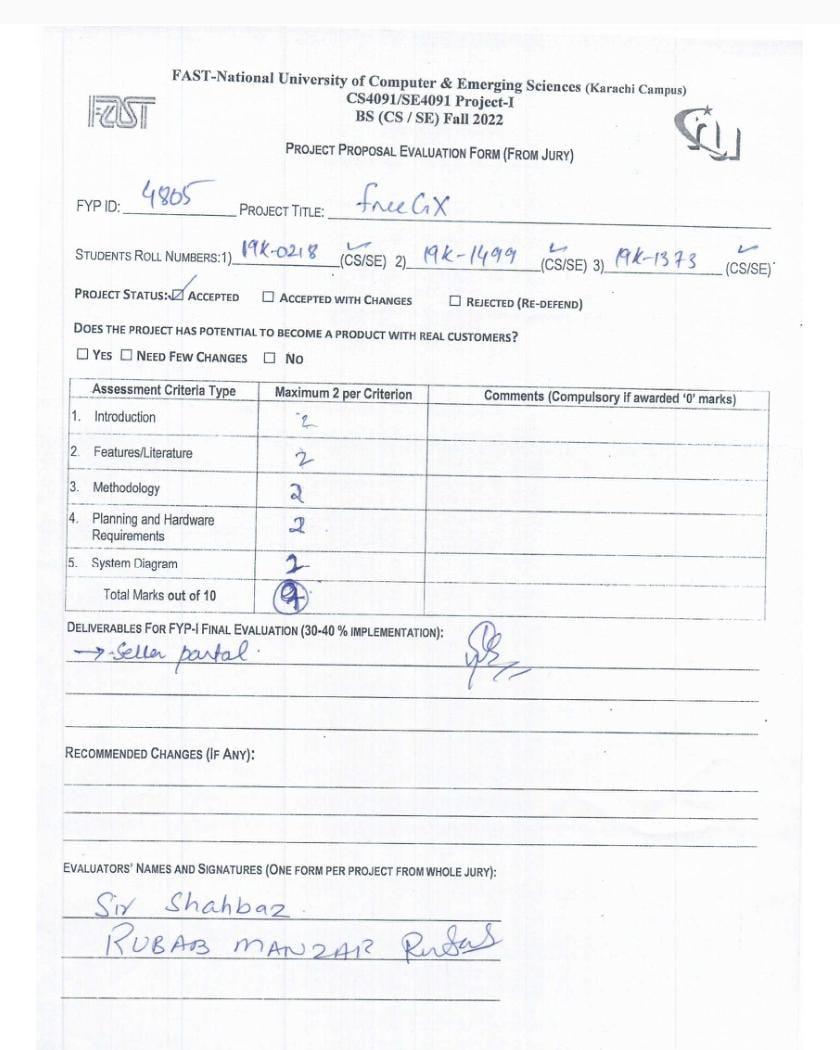 FAST-National University of Computer & Emerging Sciences (Karachi Campus)
CS4091/SE4091 Project-I
FAST
BS (CS / SE) Fall 2022
PROJECT PROPOSAL EVALUATION FORM (FROM JURY)
FYP ID: 4805 PROJECT TITLE: freeGX
STUDENTS ROLL NUMBERS:1) 19K-0218 (CS/SE) 2) 19K-1499 (CS/SE) 3) 19K-1373 (CS/SE)
PROJECT STATUS: ☑ ACCEPTED ☐ ACCEPTED WITH CHANGES ☐ REJECTED (RE-DEFEND)
DOES THE PROJECT HAS POTENTIAL TO BECOME A PRODUCT WITH REAL CUSTOMERS?
☐ YES ☐ NEED FEW CHANGES ☐ NO
Assessment Criteria Type Maximum 2 per Criterion Comments (Compulsory if awarded '0' marks)
1. Introduction 2
2. Features/Literature 2
3. Methodology 2
4. Planning and Hardware 2
Requirements
5. System Diagram 2
Total Marks out of 10
DELIVERABLES FOR FYP-I FINAL EVALUATION (30-40 % IMPLEMENTATION):
→ Seller portal.
RECOMMENDED CHANGES (IF ANY):
EVALUATORS' NAMES AND SIGNATURES (ONE FORM PER PROJECT FROM WHOLE JURY):
Sir Shahbaz
RUBAB MANZAR Rubab